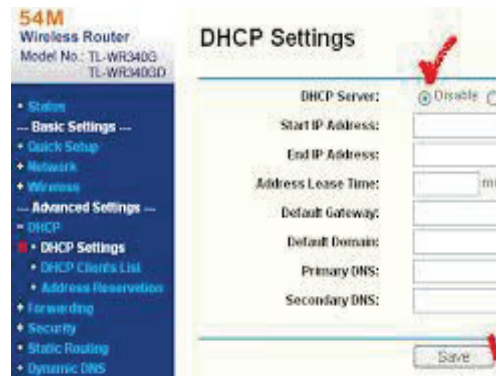 54M
Wireless Router
Model No.: TL-WR340G
TL-WR340GD
• Status
--- Basic Settings ---
+ Quick Setup
+ Network
+ Wireless
--- Advanced Settings ---
- DHCP
• DHCP Settings
• DHCP Clients List
• Address Reservation
+ Forwarding
+ Security
+ Static Routing
+ Dynamic DNS
DHCP Settings
DHCP Server: Disable
Start IP Address:
End IP Address:
Address Lease Time:
Default Gateway:
Default Domain:
Primary DNS:
Secondary DNS:
Save